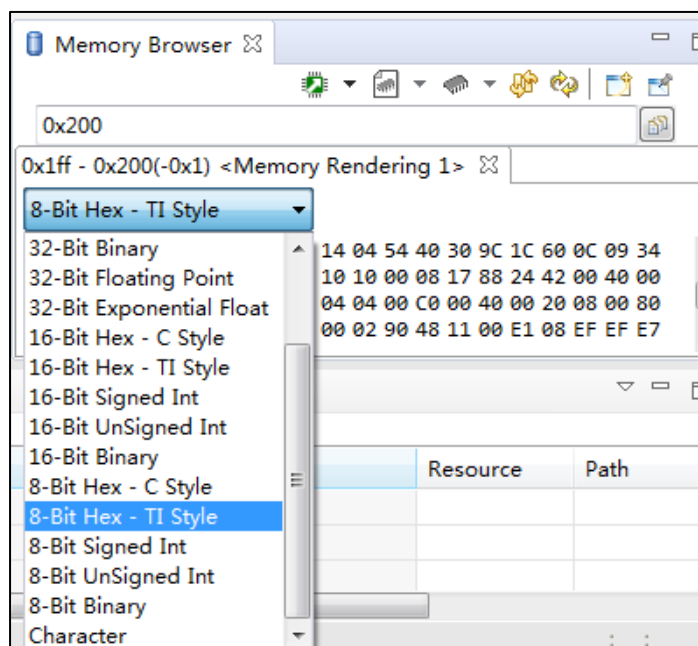 Memory Browser
0x200
0x1ff - 0x200(-0x1) <Memory Rendering 1>
8-Bit Hex - TI Style
32-Bit Binary
32-Bit Floating Point
32-Bit Exponential Float
16-Bit Hex - C Style
16-Bit Hex - TI Style
16-Bit Signed Int
16-Bit UnSigned Int
16-Bit Binary
8-Bit Hex - C Style
8-Bit Hex - TI Style
8-Bit Signed Int
8-Bit UnSigned Int
8-Bit Binary
Character
14 04 54 40 30 9C 1C 60 0C 09 34
10 10 00 08 17 88 24 42 00 40 00
04 04 00 C0 00 40 00 20 08 00 80
00 02 90 48 11 00 E1 08 EF EF E7
Resource Path